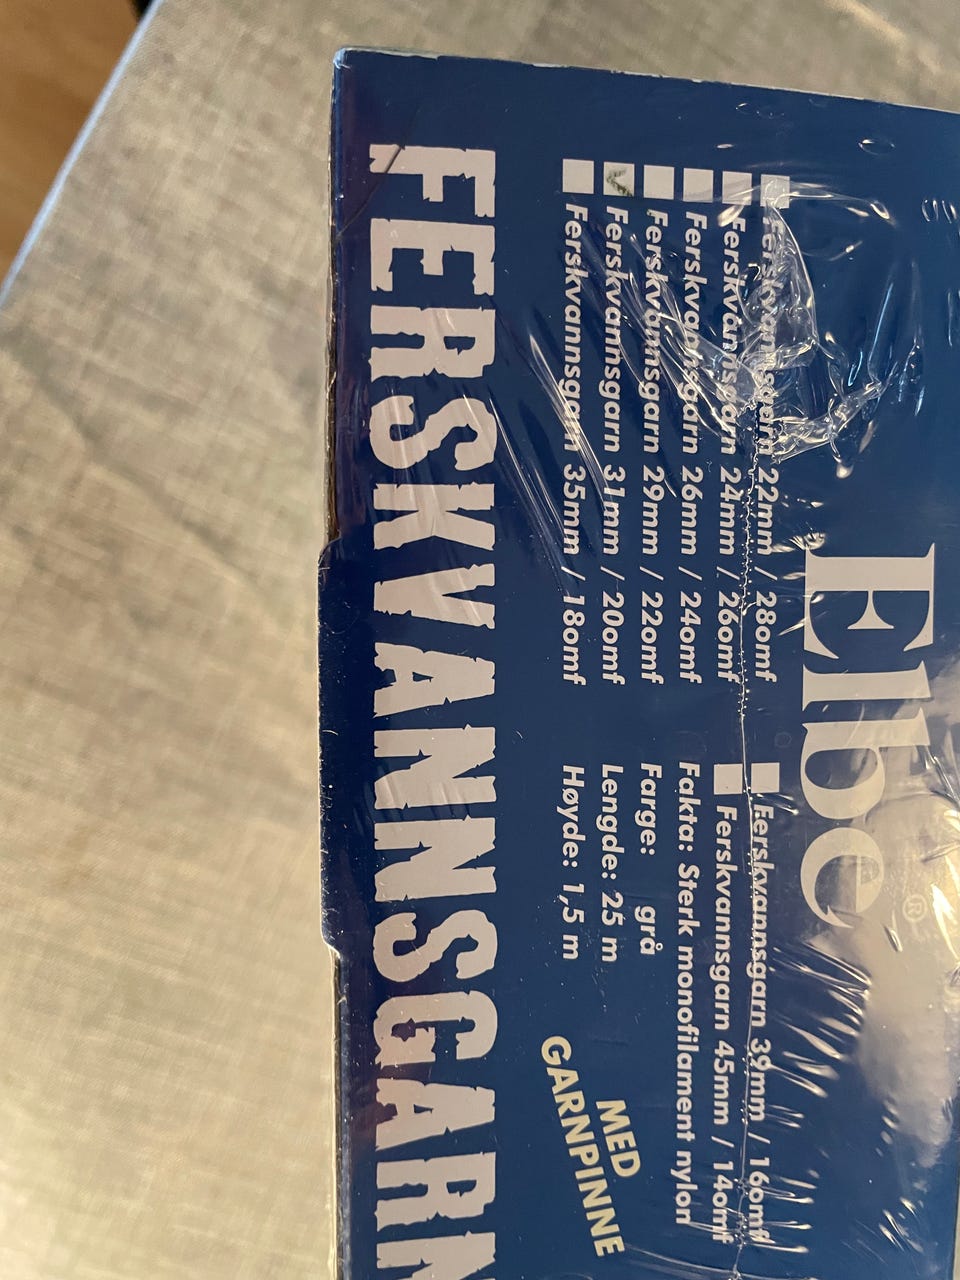 Elbe®
Ferskvannsgarn 22mm / 28omf
Ferskvannsgarn 24mm / 26omf
Ferskvannsgarn 26mm / 24omf
Ferskvannsgarn 29mm / 22omf
Ferskvannsgarn 31mm / 20omf
Ferskvannsgarn 35mm / 18omf
Ferskvannsgarn 39mm / 16omf
Ferskvannsgarn 45mm / 14omf
Fakta: Sterk monofilament nylon
Farge: grå
Lengde: 25 m
Høyde: 1,5 m
MED
GARNPINNE
FERSKVANNSGARN